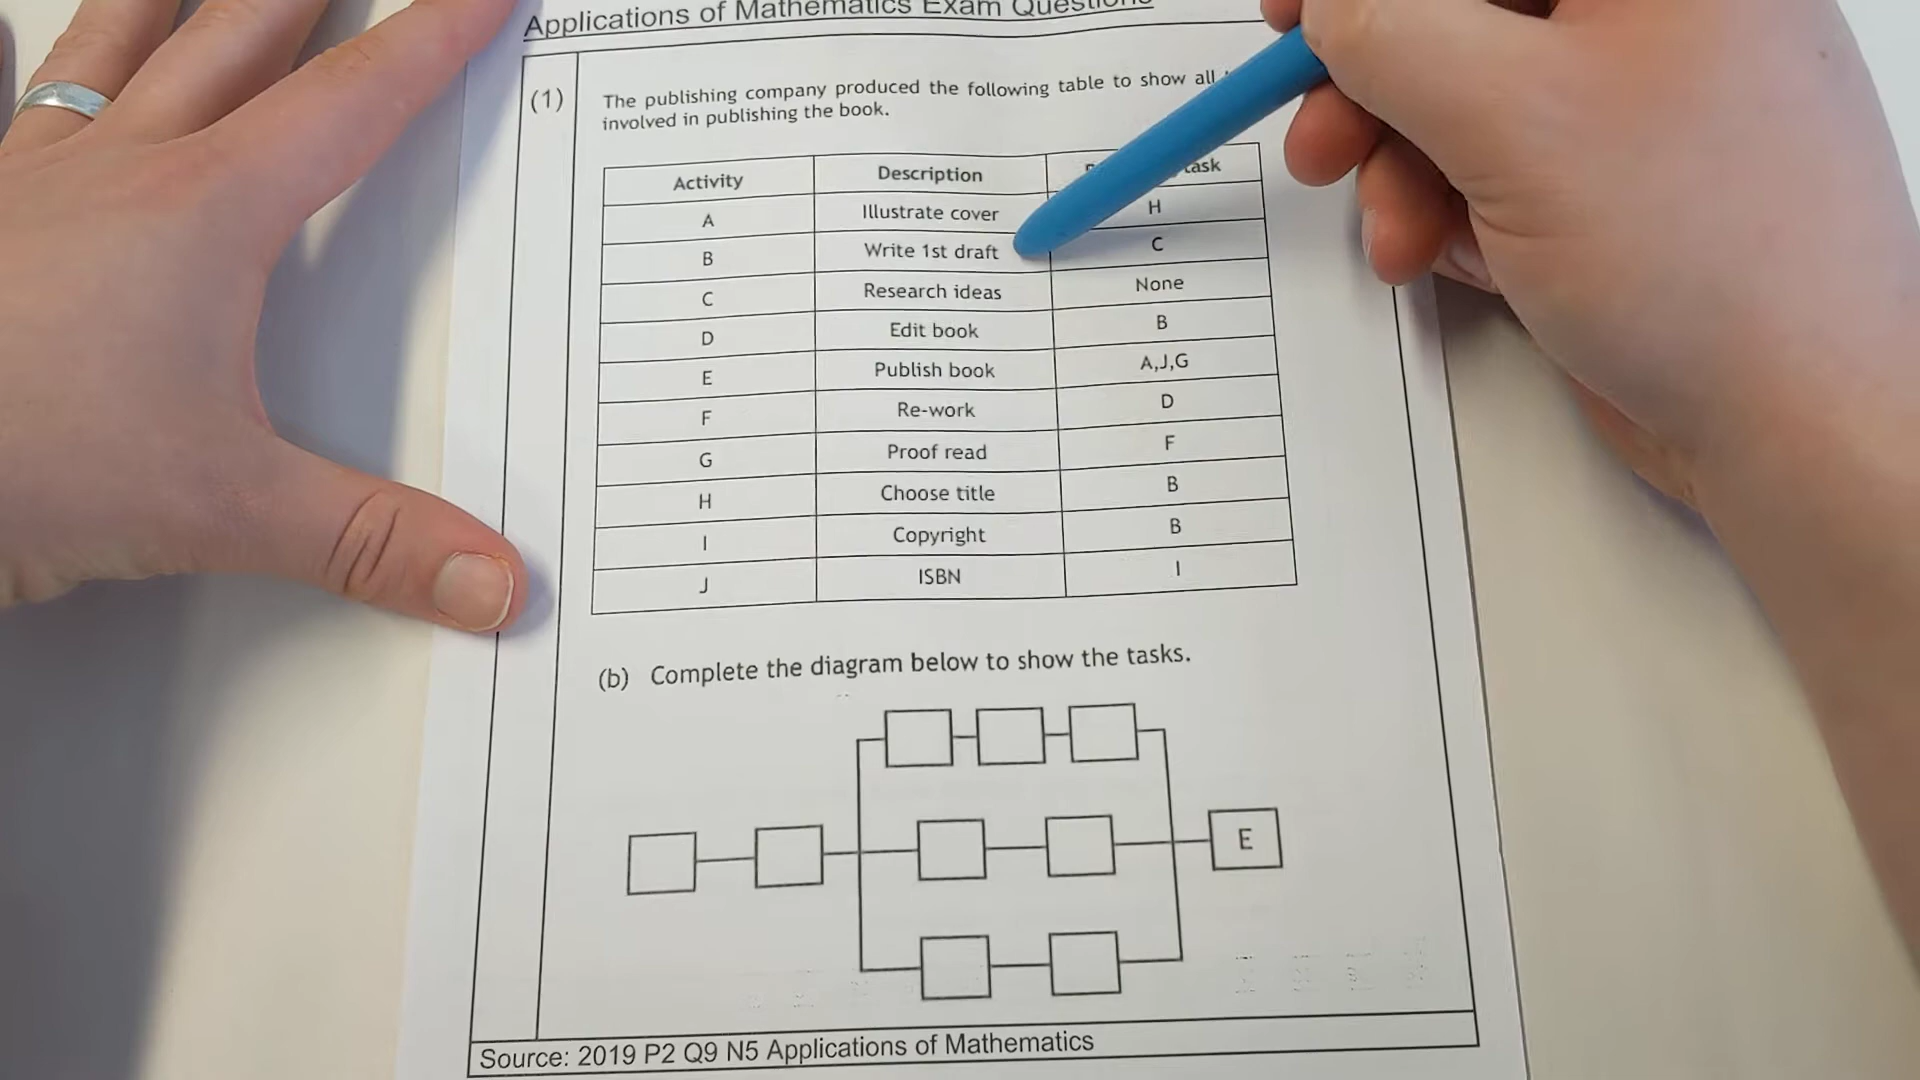 Applications of Mathematics Exam Questions
(1)
The publishing company produced the following table to show all
involved in publishing the book.
Activity Description task
A Illustrate cover H
B Write 1st draft C
C Research ideas None
D Edit book B
E Publish book A,J,G
F Re-work D
G Proof read F
H Choose title B
I Copyright B
J ISBN I
(b) Complete the diagram below to show the tasks.
E
Source: 2019 P2 Q9 N5 Applications of Mathematics